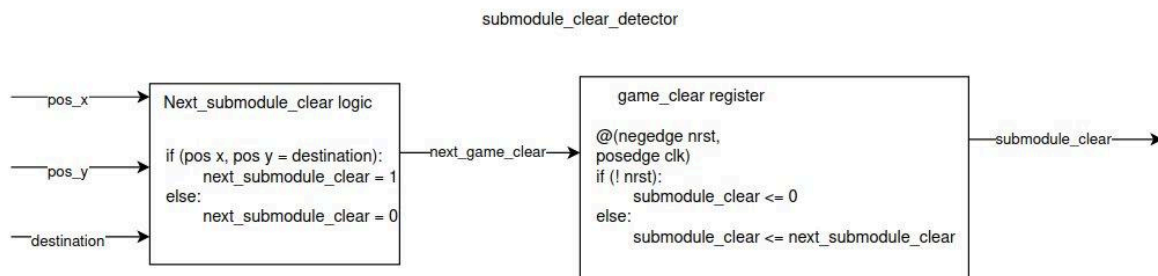 submodule_clear_detector
pos_x
pos_y
destination
Next_submodule_clear logic
if (pos x, pos y = destination):
next_submodule_clear = 1
else:
next_submodule_clear = 0
next_game_clear
game_clear register
@(negedge nrst,
posedge clk)
if (! nrst):
submodule_clear <= 0
else:
submodule_clear <= next_submodule_clear
submodule_clear